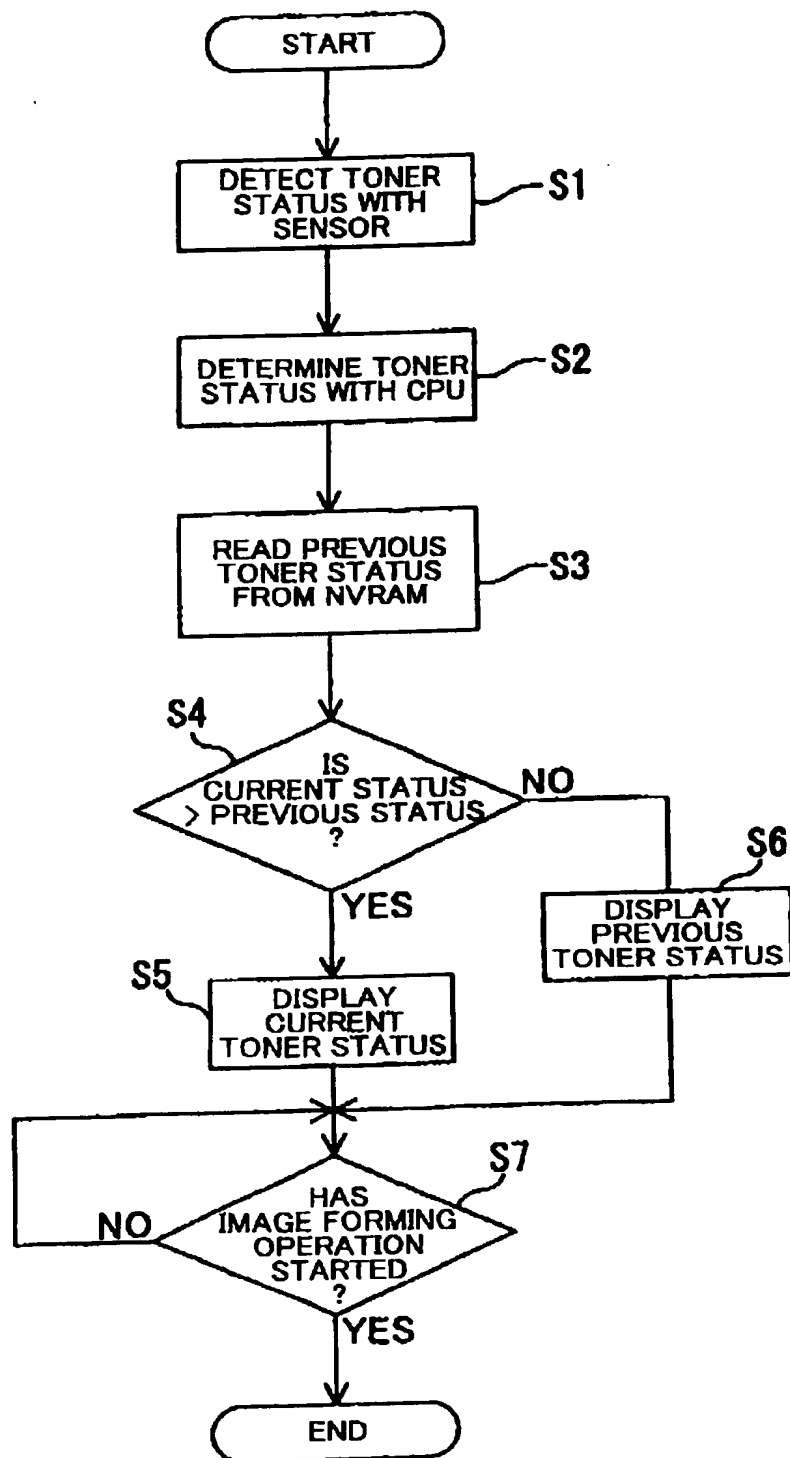 START
DETECT TONER
STATUS WITH
SENSOR
S1
DETERMINE TONER
STATUS WITH CPU
S2
READ PREVIOUS
TONER STATUS
FROM NVRAM
S3
S4
IS
CURRENT STATUS
> PREVIOUS STATUS
?
NO
YES
S6
DISPLAY
PREVIOUS
TONER STATUS
S5
DISPLAY
CURRENT
TONER STATUS
S7
HAS
IMAGE FORMING
OPERATION
STARTED
?
NO
YES
END